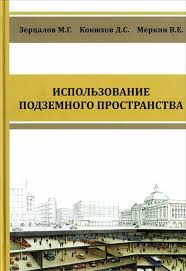 Зерцалов М.Г. Конюхов Д.С. Меркин В.Е.
ИСПОЛЬЗОВАНИЕ
ПОДЗЕМНОГО ПРОСТРАНСТВА